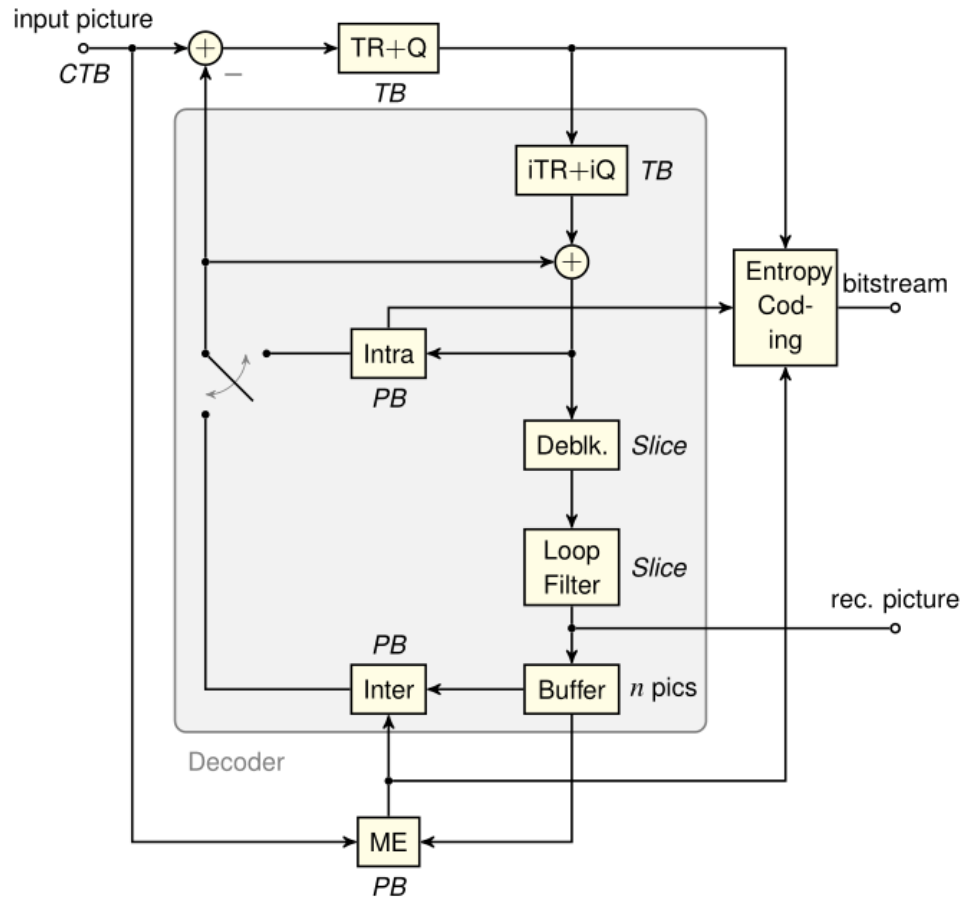 input picture
CTB
+
−
TR+Q
TB
iTR+iQ
TB
+
Entropy
Cod-
ing
bitstream
Intra
PB
Deblk.
Slice
Loop
Filter
Slice
rec. picture
PB
Inter
Buffer
n pics
Decoder
ME
PB